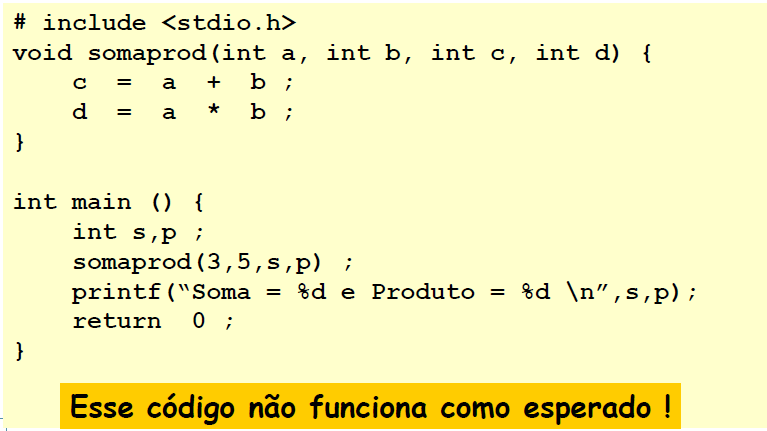 # include <stdio.h>
void somaprod(int a, int b, int c, int d) {
    c  =  a  +  b ;
    d  =  a  *  b ;
}
int main () {
    int s,p ;
    somaprod(3,5,s,p) ;
    printf(“Soma = %d e Produto = %d \n”,s,p);
    return  0 ;
}
Esse código não funciona como esperado !